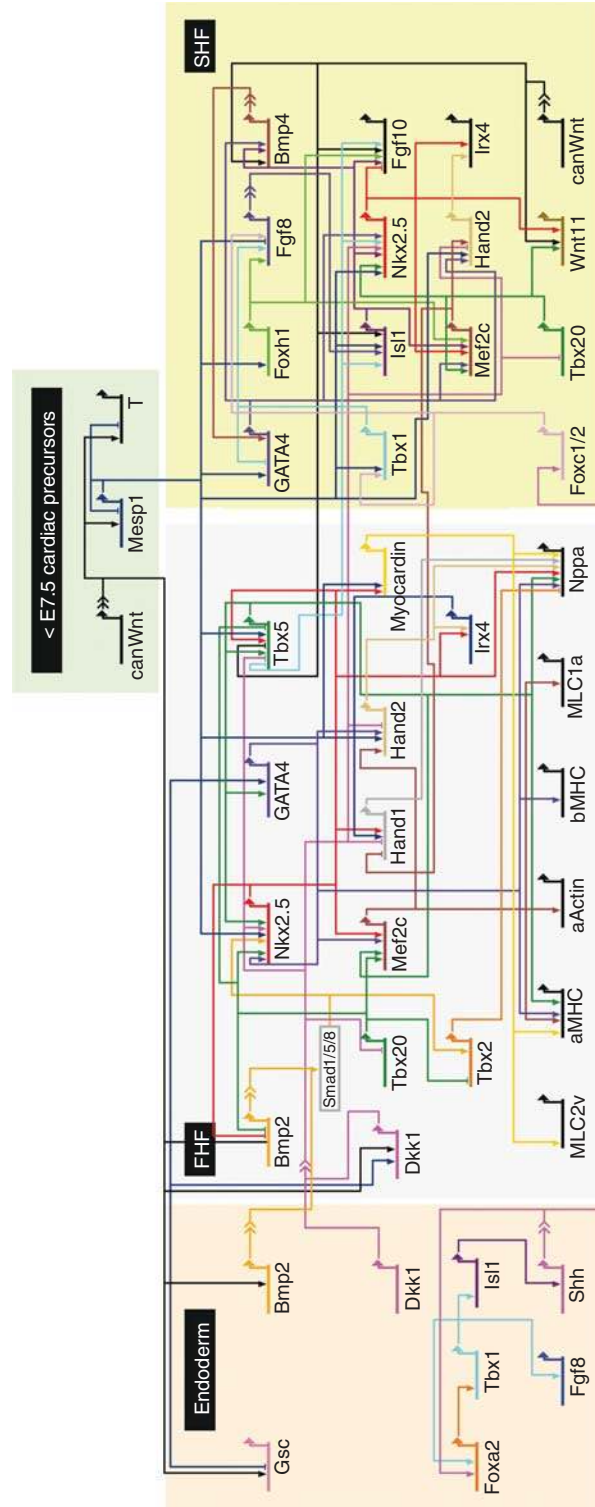 < E7.5 cardiac precursors
canWnt
Mesp1
T
Endoderm
Gsc
Bmp2
Dkk1
Foxa2
Tbx1
Isl1
Fgf8
Shh
FHF
Bmp2
Nkx2.5
GATA4
Tbx5
Smad1/5/8
Dkk1
Tbx20
Mef2c
Hand1
Hand2
Myocardin
Tbx2
Irx4
MLC2v
aMHC
aActin
bMHC
MLC1a
Nppa
SHF
GATA4
Foxh1
Fgf8
Bmp4
Tbx1
Isl1
Nkx2.5
Fgf10
Mef2c
Hand2
Irx4
Foxc1/2
Tbx20
Wnt11
canWnt